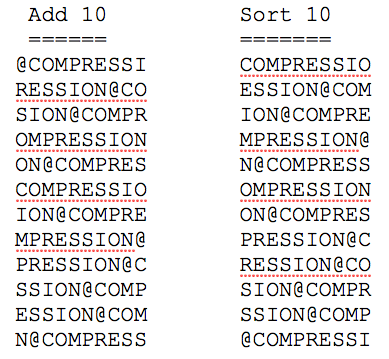 Add 10 Sort 10
====== =======
@COMPRESSI COMPRESSIO
RESSION@CO ESSION@COM
SION@COMPR ION@COMPRE
OMPRESSION MPRESSION@
ON@COMPRES N@COMPRESS
COMPRESSIO OMPRESSION
ION@COMPRE ON@COMPRES
MPRESSION@ PRESSION@C
PRESSION@C RESSION@CO
SSION@COMP SION@COMPR
ESSION@COM SSION@COMP
N@COMPRESS @COMPRESSI